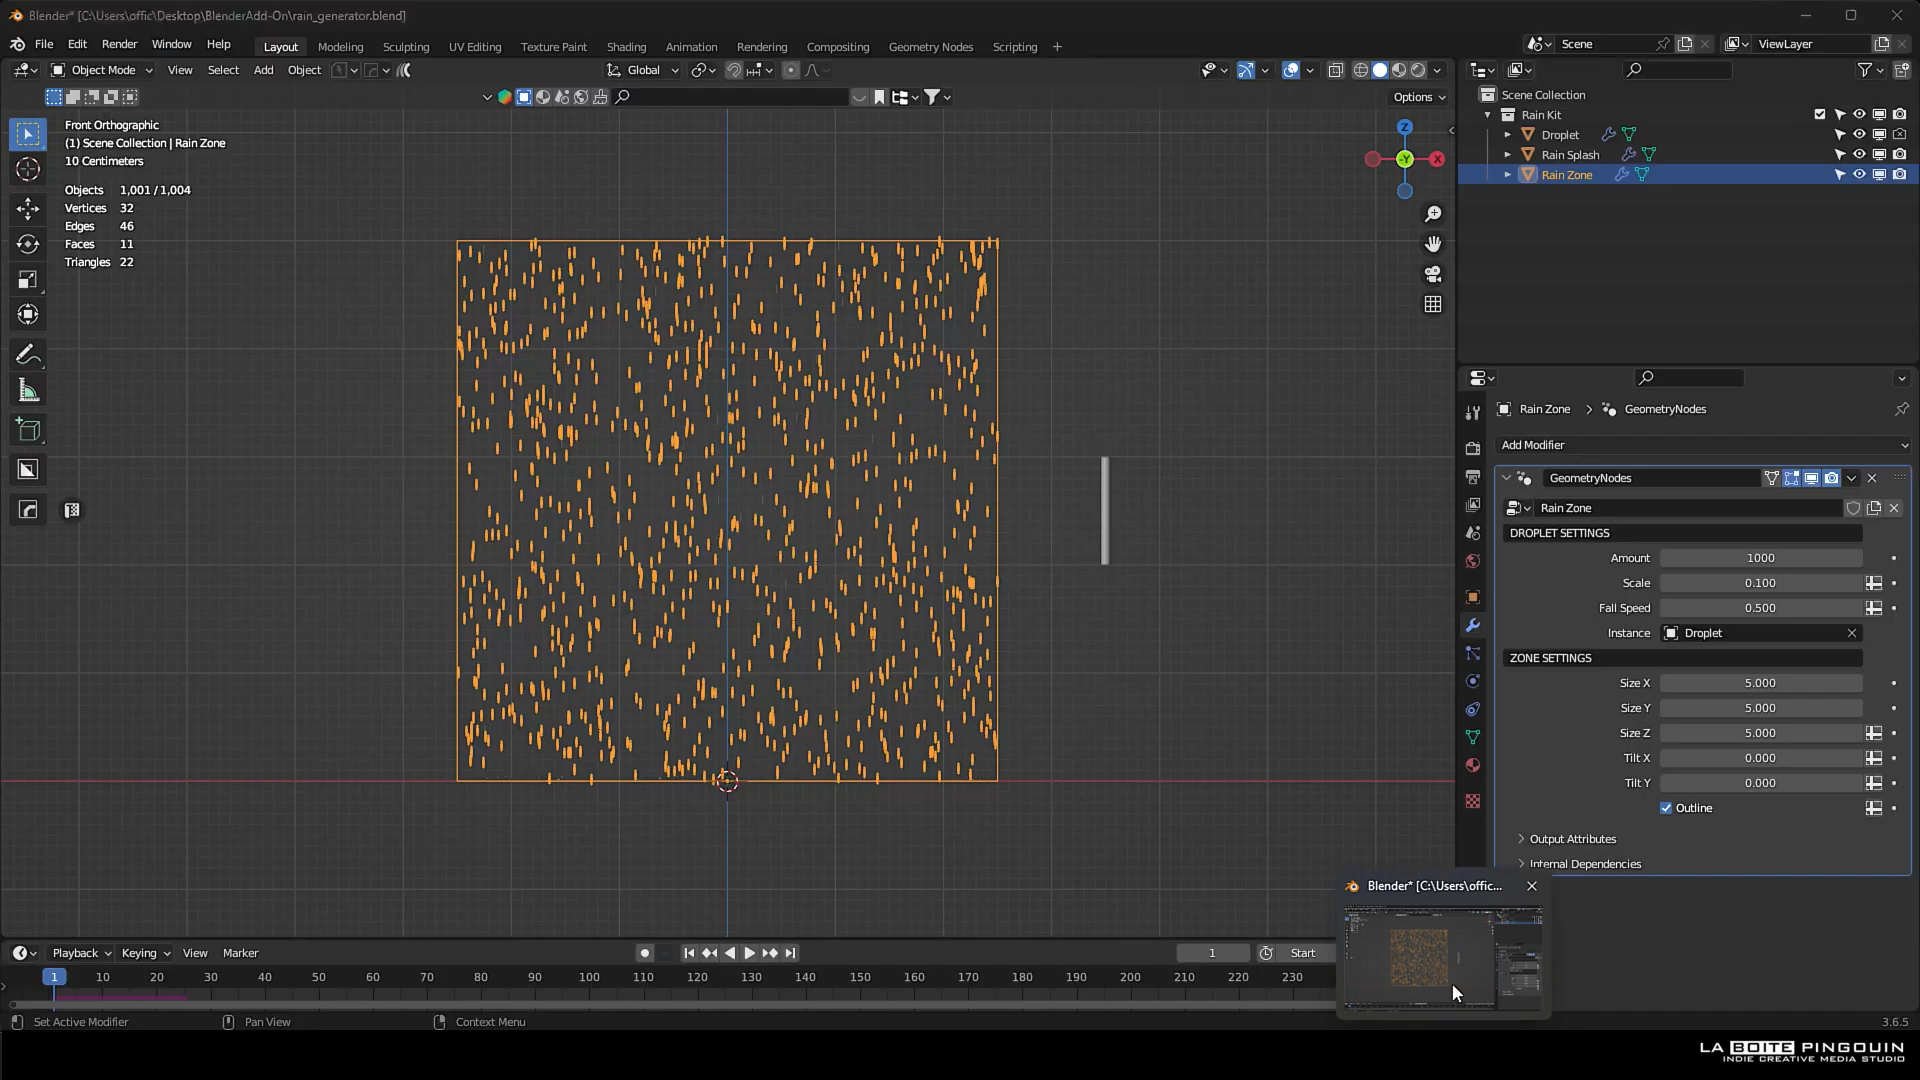 Blender* [C:\Users\offic\Desktop\BlenderAdd-On\rain_generator.blend]
File Edit Render Window Help Layout Modeling Sculpting UV Editing Texture Paint Shading Animation Rendering Compositing Geometry Nodes Scripting + Scene ViewLayer
Object Mode View Select Add Object Global
Options
Front Orthographic
(1) Scene Collection | Rain Zone
10 Centimeters
Objects 1,001 / 1,004
Vertices 32
Edges 46
Faces 11
Triangles 22
Z
-Y X
Scene Collection
Rain Kit
Droplet
Rain Splash
Rain Zone
Rain Zone > GeometryNodes
Add Modifier
GeometryNodes
Rain Zone
DROPLET SETTINGS
Amount 1000
Scale 0.100
Fall Speed 0.500
Instance Droplet
ZONE SETTINGS
Size X 5.000
Size Y 5.000
Size Z 5.000
Tilt X 0.000
Tilt Y 0.000
Outline
Output Attributes
Internal Dependencies
Blender* [C:\Users\offic...
Playback Keying View Marker 1 Start
1 10 20 30 40 50 60 70 80 90 100 110 120 130 140 150 160 170 180 190 200 210 220 230
Set Active Modifier Pan View Context Menu 3.6.5
LA BOITE PINGOUIN
INDIE CREATIVE MEDIA STUDIO